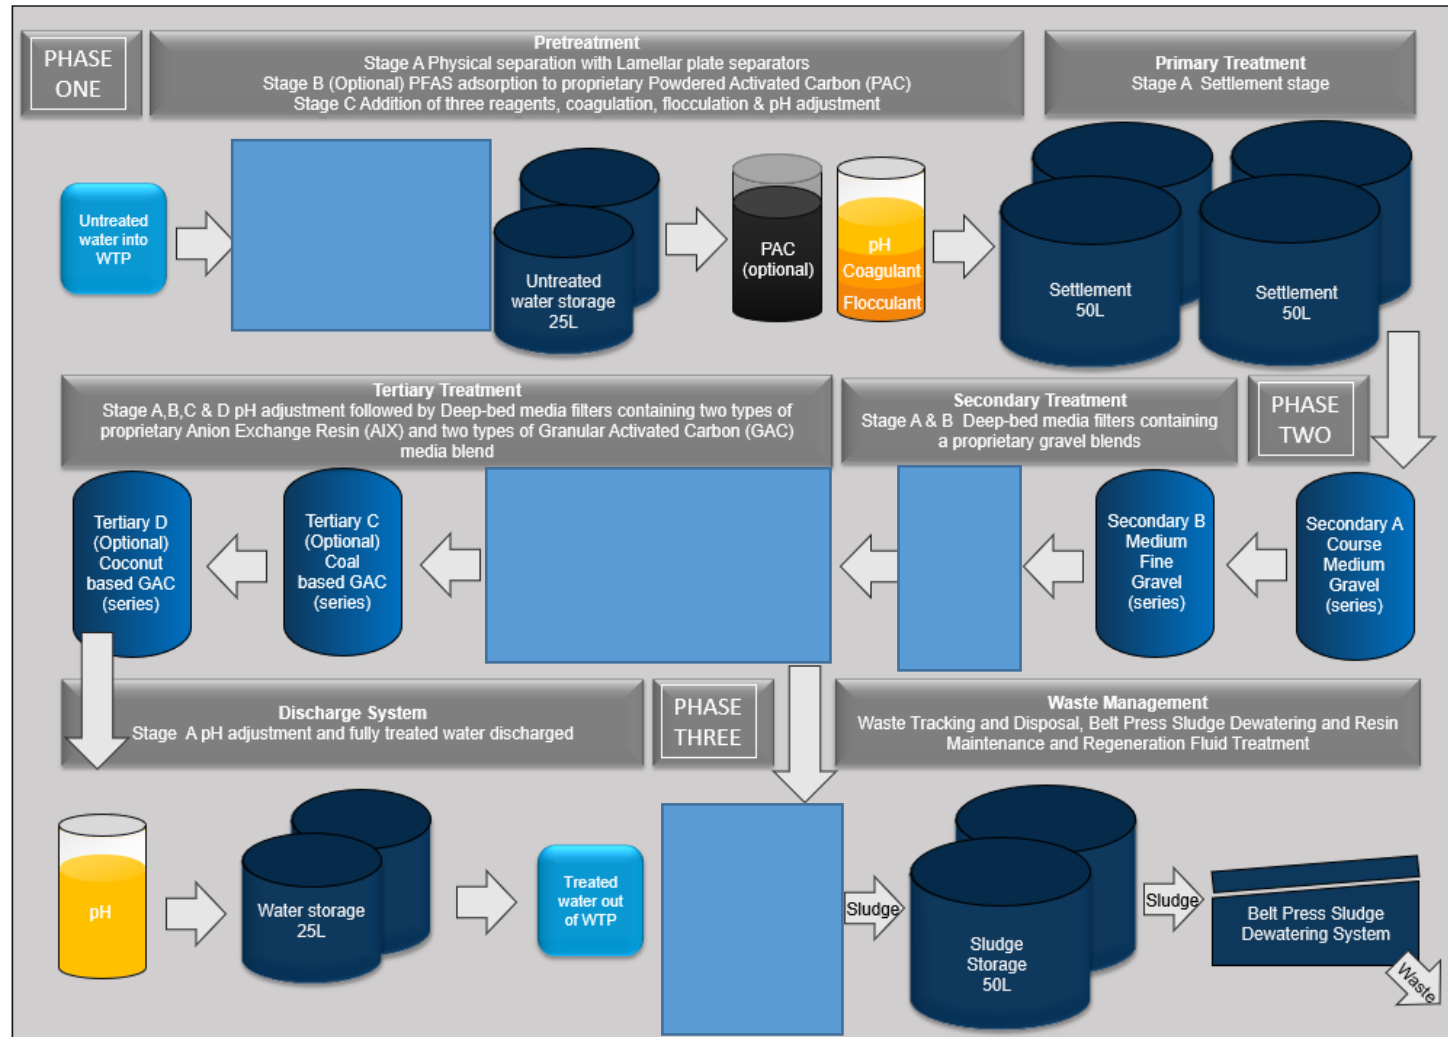 PHASE
ONE
Pretreatment
Stage A Physical separation with Lamellar plate separators
Stage B (Optional) PFAS adsorption to proprietary Powdered Activated Carbon (PAC)
Stage C Addition of three reagents, coagulation, flocculation & pH adjustment
Primary Treatment
Stage A Settlement stage
Untreated
water into
WTP
Untreated
water storage
25L
PAC
(optional)
pH
Coagulant
Flocculant
Settlement
50L
Settlement
50L
Tertiary Treatment
Stage A,B,C & D pH adjustment followed by Deep-bed media filters containing two types of
proprietary Anion Exchange Resin (AIX) and two types of Granular Activated Carbon (GAC)
media blend
Secondary Treatment
Stage A & B Deep-bed media filters containing
a proprietary gravel blends
PHASE
TWO
Tertiary D
(Optional)
Coconut
based GAC
(series)
Tertiary C
(Optional)
Coal
based GAC
(series)
Secondary B
Medium
Fine
Gravel
(series)
Secondary A
Course
Medium
Gravel
(series)
Discharge System
Stage A pH adjustment and fully treated water discharged
PHASE
THREE
Waste Management
Waste Tracking and Disposal, Belt Press Sludge Dewatering and Resin
Maintenance and Regeneration Fluid Treatment
pH
Water storage
25L
Treated
water out
of WTP
Sludge
Sludge
Storage
50L
Sludge
Belt Press Sludge
Dewatering System
Waste